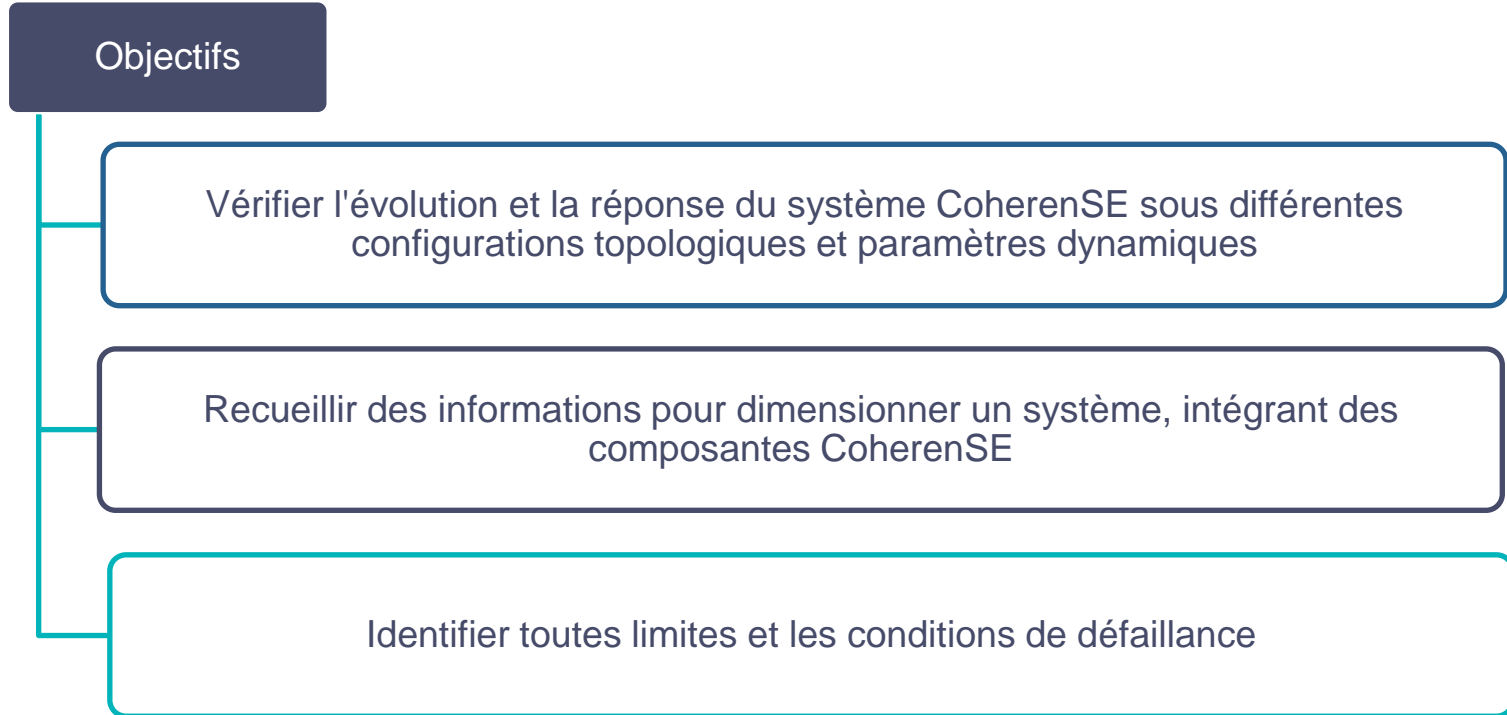 Objectifs
Vérifier l'évolution et la réponse du système CoherenSE sous différentes
configurations topologiques et paramètres dynamiques
Recueillir des informations pour dimensionner un système, intégrant des
composantes CoherenSE
Identifier toutes limites et les conditions de défaillance